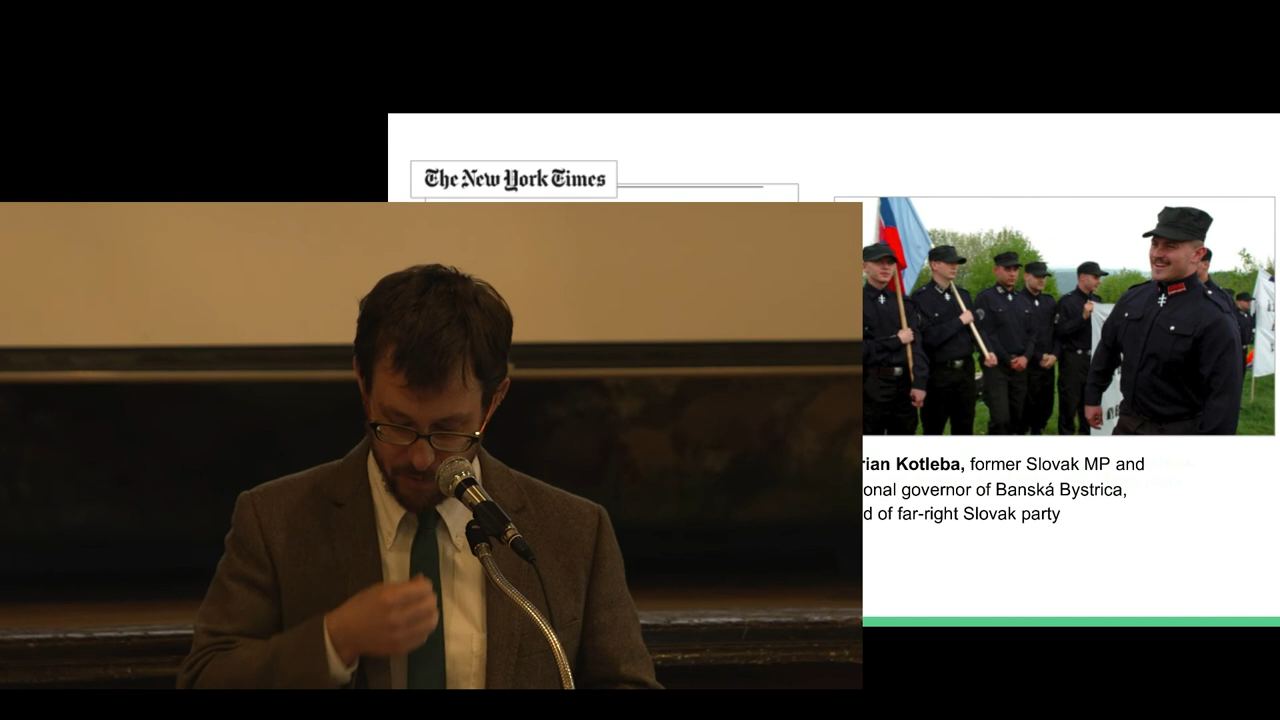 The New York Times
rian Kotleba, former Slovak MP and
onal governor of Banská Bystrica,
d of far-right Slovak party